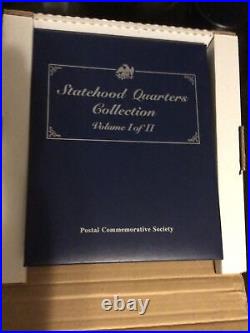 Statehood Quarters
Collection
Volume I of II
Postal Commemorative Society